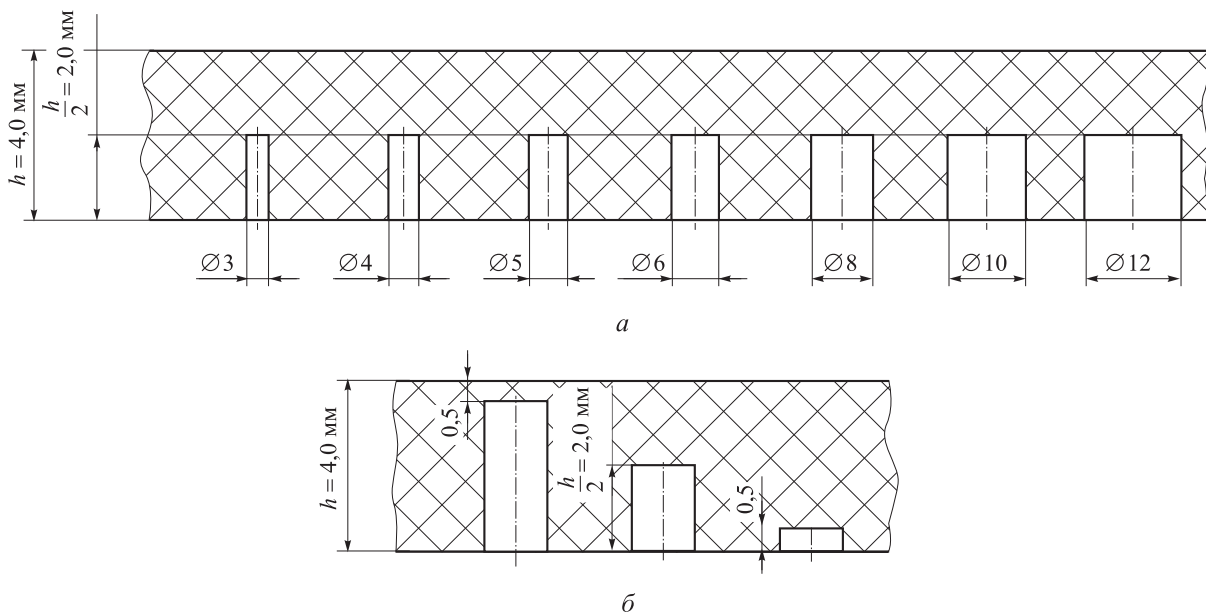 h = 4,0 мм
h/2 = 2,0 мм
∅3
∅4
∅5
∅6
∅8
∅10
∅12
а
h = 4,0 мм
0,5
h/2 = 2,0 мм
0,5
б